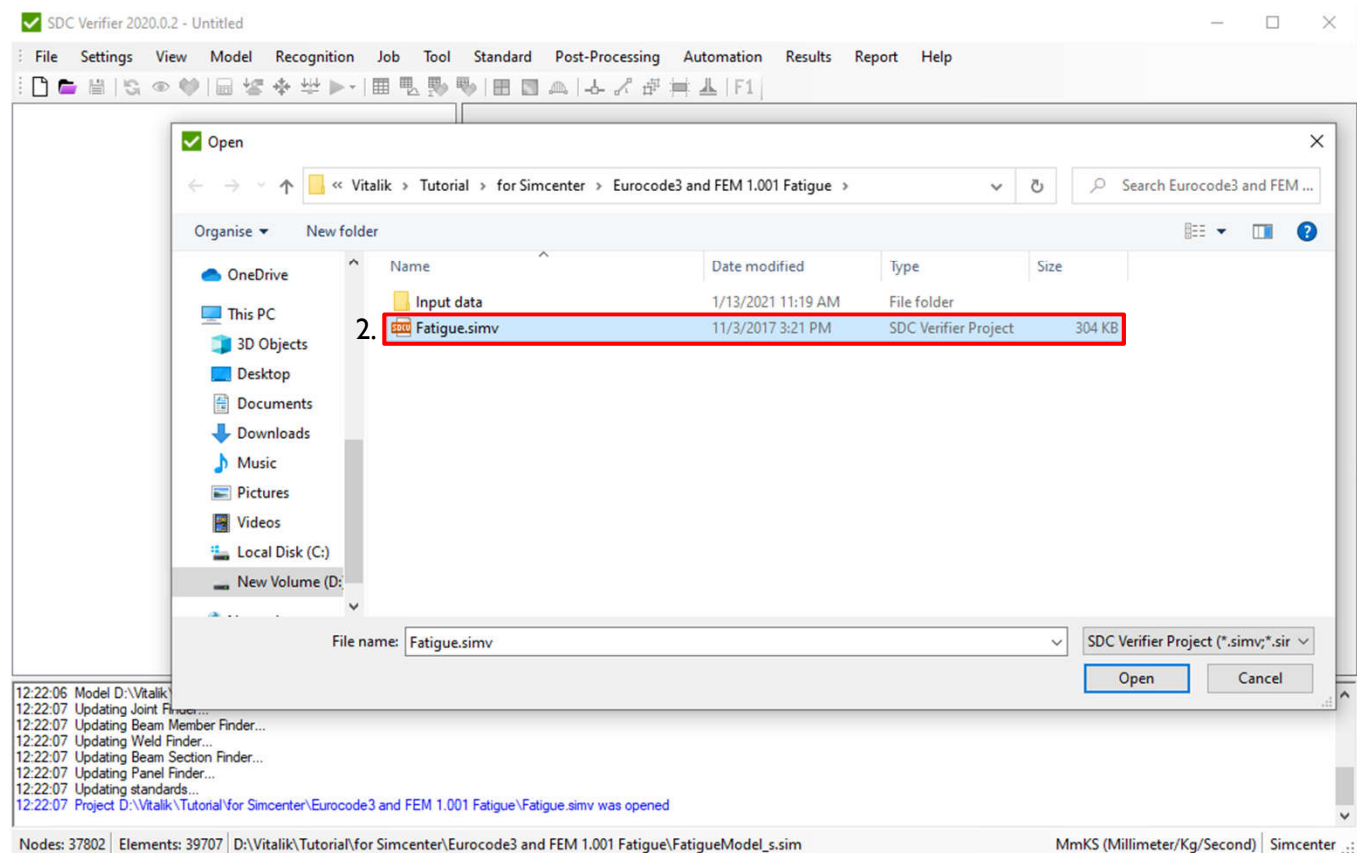 SDC Verifier 2020.0.2 - Untitled
File Settings View Model Recognition Job Tool Standard Post-Processing Automation Results Report Help
F1
Open
« Vitalik > Tutorial > for Simcenter > Eurocode3 and FEM 1.001 Fatigue >
Search Eurocode3 and FEM ...
Organise New folder
Name Date modified Type Size
OneDrive
This PC
3D Objects
Desktop
Documents
Downloads
Music
Pictures
Videos
Local Disk (C:)
New Volume (D:
Input data 1/13/2021 11:19 AM File folder
2. Fatigue.simv 11/3/2017 3:21 PM SDC Verifier Project 304 KB
File name: Fatigue.simv
SDC Verifier Project (*.simv;*.sir
Open Cancel
12:22:06 Model D:\Vitalik\
12:22:07 Updating Joint Finder...
12:22:07 Updating Beam Member Finder...
12:22:07 Updating Weld Finder...
12:22:07 Updating Beam Section Finder...
12:22:07 Updating Panel Finder...
12:22:07 Updating standards...
12:22:07 Project D:\Vitalik\Tutorial\for Simcenter\Eurocode3 and FEM 1.001 Fatigue\Fatigue.simv was opened
Nodes: 37802 Elements: 39707 D:\Vitalik\Tutorial\for Simcenter\Eurocode3 and FEM 1.001 Fatigue\FatigueModel_s.sim MmKS (Millimeter/Kg/Second) Simcenter